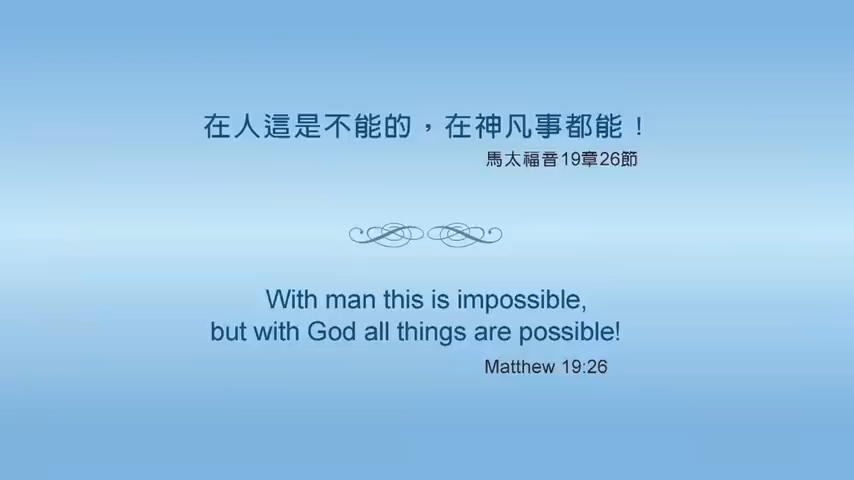 在人這是不能的，在神凡事都能！
馬太福音19章26節
With man this is impossible,
but with God all things are possible!
Matthew 19:26